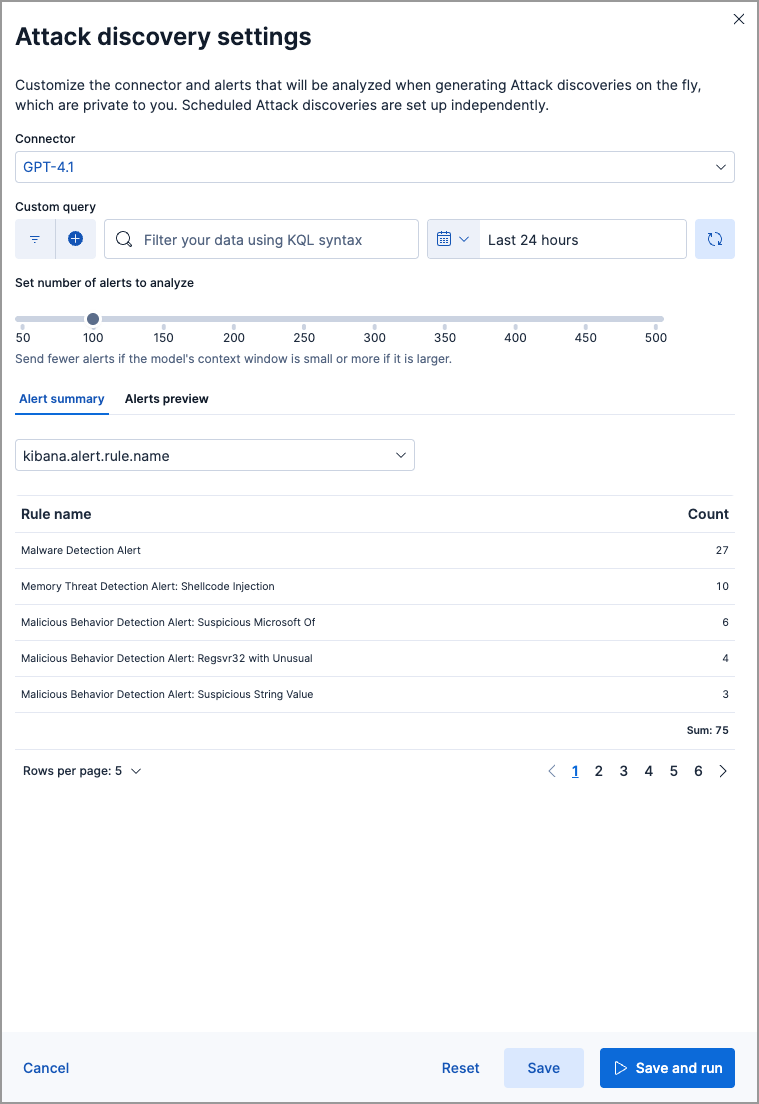 Attack discovery settings
Customize the connector and alerts that will be analyzed when generating Attack discoveries on the fly,
which are private to you. Scheduled Attack discoveries are set up independently.
Connector
GPT-4.1
Custom query
Filter your data using KQL syntax
Last 24 hours
Set number of alerts to analyze
50 100 150 200 250 300 350 400 450 500
Send fewer alerts if the model's context window is small or more if it is larger.
Alert summary Alerts preview
kibana.alert.rule.name
Rule name Count
Malware Detection Alert 27
Memory Threat Detection Alert: Shellcode Injection 10
Malicious Behavior Detection Alert: Suspicious Microsoft Of 6
Malicious Behavior Detection Alert: Regsvr32 with Unusual 4
Malicious Behavior Detection Alert: Suspicious String Value 3
Sum: 75
Rows per page: 5 1 2 3 4 5 6
Cancel Reset Save Save and run